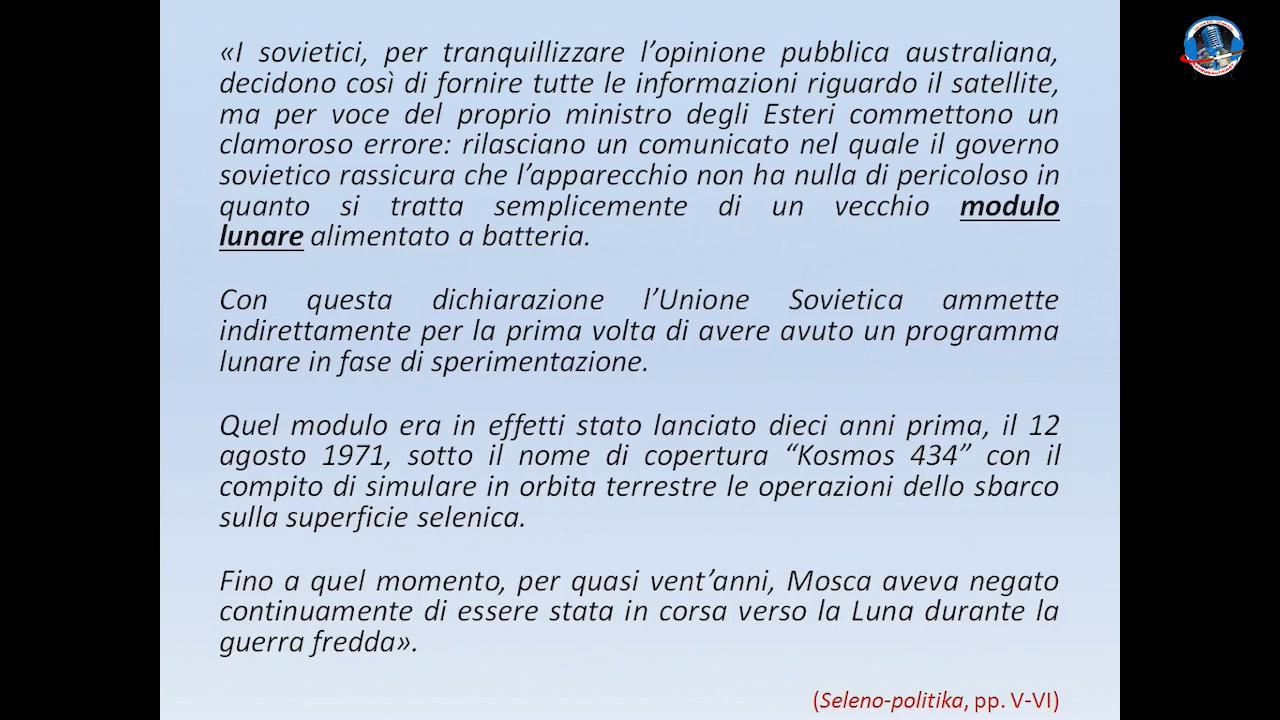 «I sovietici, per tranquillizzare l’opinione pubblica australiana,
decidono così di fornire tutte le informazioni riguardo il satellite,
ma per voce del proprio ministro degli Esteri commettono un
clamoroso errore: rilasciano un comunicato nel quale il governo
sovietico rassicura che l’apparecchio non ha nulla di pericoloso in
quanto si tratta semplicemente di un vecchio modulo
lunare alimentato a batteria.
Con questa dichiarazione l’Unione Sovietica ammette
indirettamente per la prima volta di avere avuto un programma
lunare in fase di sperimentazione.
Quel modulo era in effetti stato lanciato dieci anni prima, il 12
agosto 1971, sotto il nome di copertura “Kosmos 434” con il
compito di simulare in orbita terrestre le operazioni dello sbarco
sulla superficie selenica.
Fino a quel momento, per quasi vent’anni, Mosca aveva negato
continuamente di essere stata in corsa verso la Luna durante la
guerra fredda».
(Seleno-politika, pp. V-VI)